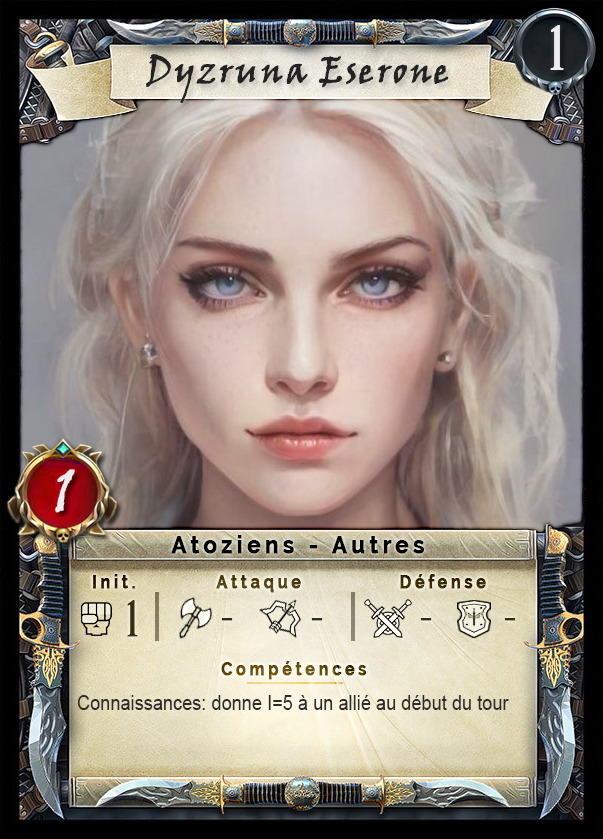 Dyzruna Eserone
1
1
Atoziens - Autres
Init. Attaque Défense
1 - - - -
Compétences
Connaissances: donne I=5 à un allié au début du tour